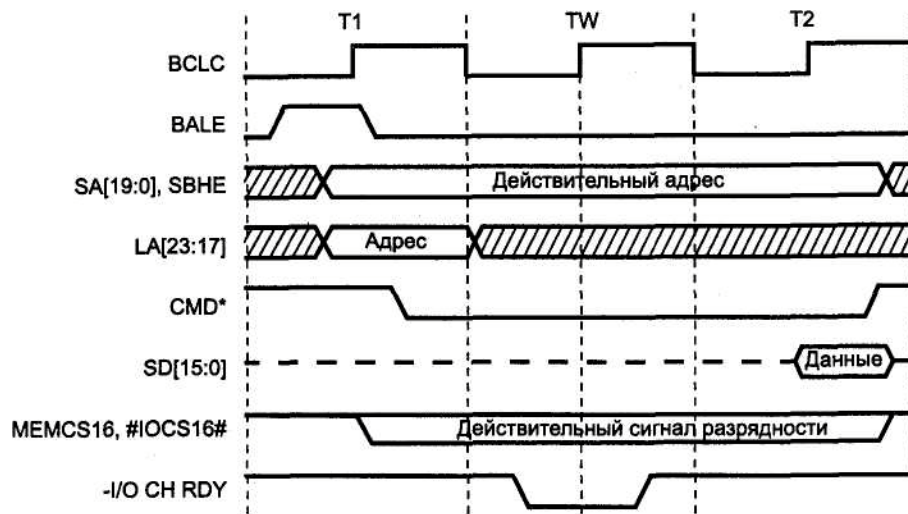 T1 TW T2
BCLC
BALE
SA[19:0], SBHE Действительный адрес
LA[23:17] Адрес
CMD*
SD[15:0] Данные
MEMCS16, #IOCS16# Действительный сигнал разрядности
-I/O CH RDY